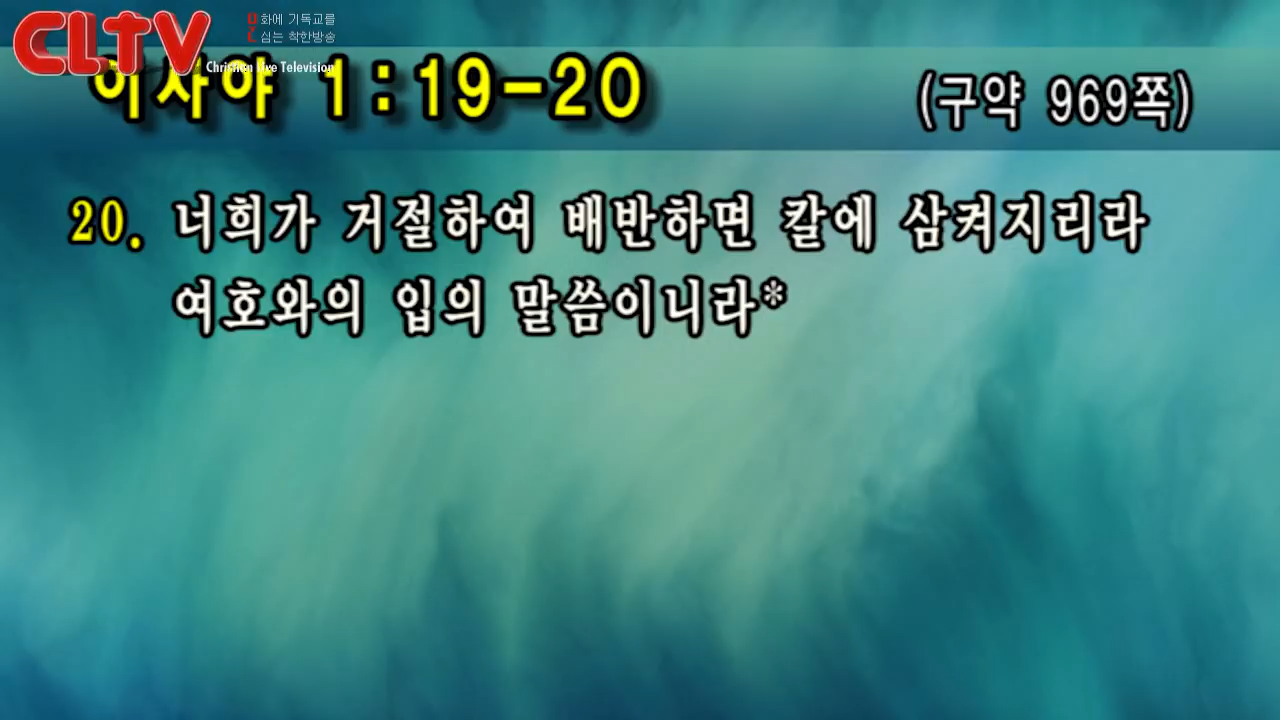 CLTV
문화에 기독교를
심는 착한방송
Christian Live Television
이사야 1:19-20
(구약 969쪽)
20. 너희가 거절하여 배반하면 칼에 삼켜지리라
여호와의 입의 말씀이니라*